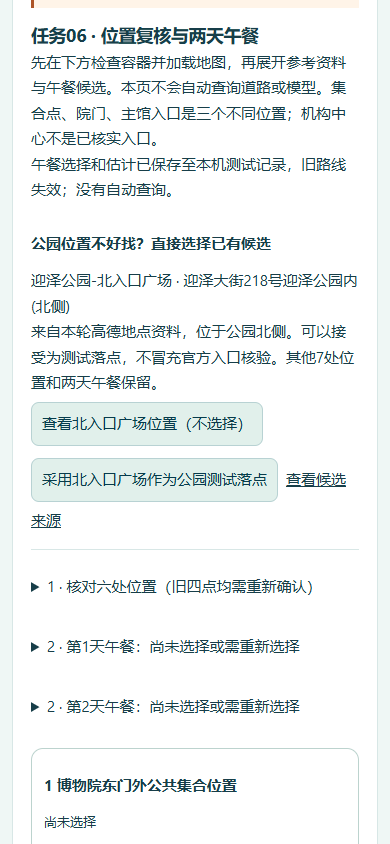 任务06 · 位置复核与两天午餐
先在下方检查容器并加载地图，再展开参考资料
与午餐候选。本页不会自动查询道路或模型。集
合点、院门、主馆入口是三个不同位置；机构中
心不是已核实入口。
午餐选择和估计已保存至本机测试记录，旧路线
失效；没有自动查询。
公园位置不好找？直接选择已有候选
迎泽公园-北入口广场 · 迎泽大街218号迎泽公园内
(北侧)
来自本轮高德地点资料，位于公园北侧。可以接
受为测试落点，不冒充官方入口核验。其他7处位
置和两天午餐保留。
查看北入口广场位置（不选择）
采用北入口广场作为公园测试落点 查看候选
来源
▶ 1 · 核对六处位置（旧四点均需重新确认）
▶ 2 · 第1天午餐：尚未选择或需重新选择
▶ 2 · 第2天午餐：尚未选择或需重新选择
1 博物院东门外公共集合位置
尚未选择